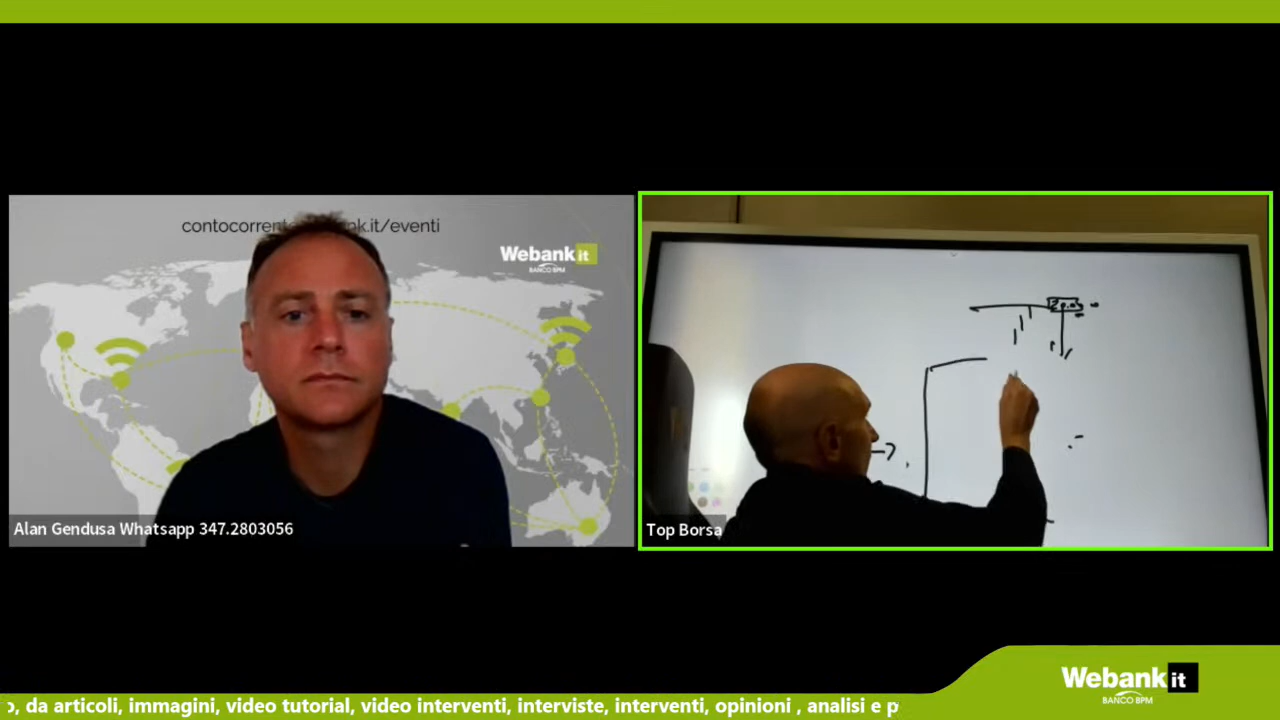 contocorrente
nk.it/eventi
Webank it
BANCO BPM
Alan Gendusa Whatsapp 347.2803056
Top Borsa
Webank it
BANCO BPM
, da articoli, immagini, video tutorial, video interventi, interviste, interventi, opinioni , analisi e